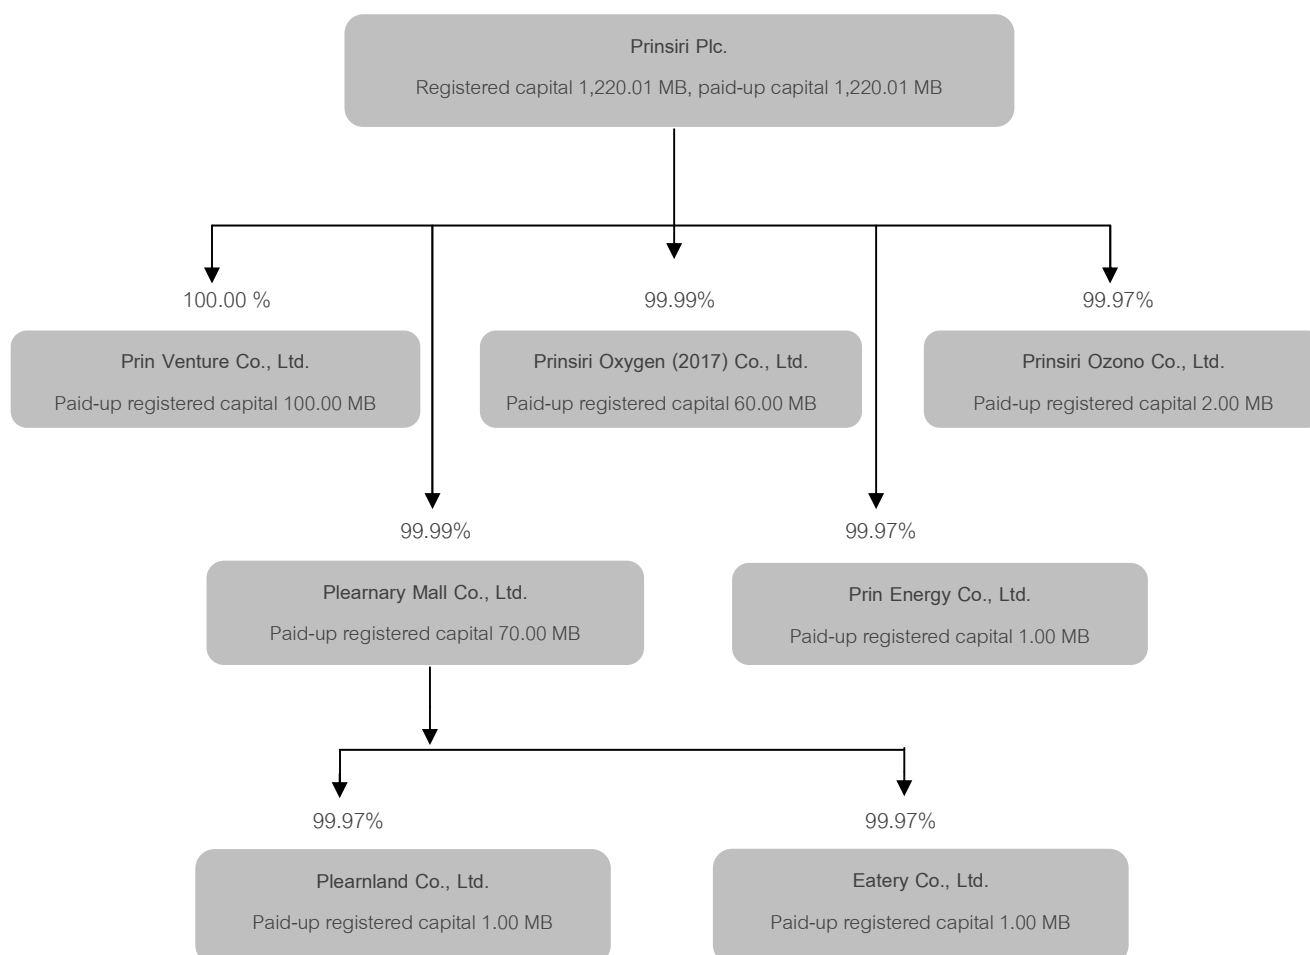 Prinsiri Plc.
Registered capital 1,220.01 MB, paid-up capital 1,220.01 MB
100.00 %
99.99%
99.97%
Prin Venture Co., Ltd.
Paid-up registered capital 100.00 MB
Prinsiri Oxygen (2017) Co., Ltd.
Paid-up registered capital 60.00 MB
Prinsiri Ozono Co., Ltd.
Paid-up registered capital 2.00 MB
99.99%
99.97%
Plearnary Mall Co., Ltd.
Paid-up registered capital 70.00 MB
Prin Energy Co., Ltd.
Paid-up registered capital 1.00 MB
99.97%
99.97%
Plearnland Co., Ltd.
Paid-up registered capital 1.00 MB
Eatery Co., Ltd.
Paid-up registered capital 1.00 MB